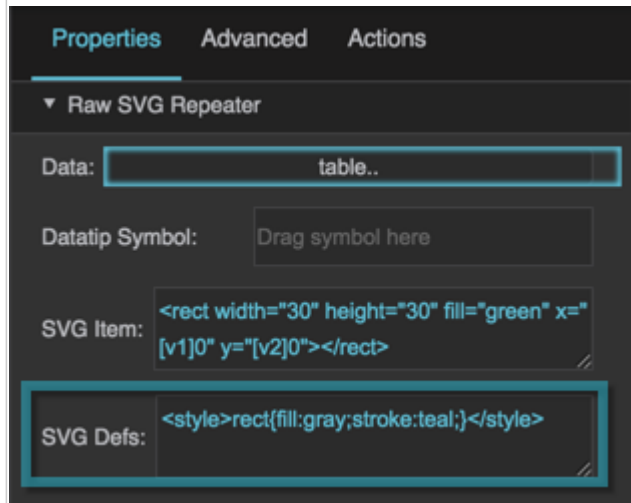 Properties Advanced Actions
▼ Raw SVG Repeater
Data: table..
Datatip Symbol: Drag symbol here
SVG Item: <rect width="30" height="30" fill="green" x="
[v1]0" y="[v2]0"></rect>
SVG Defs: <style>rect{fill:gray;stroke:teal;}</style>